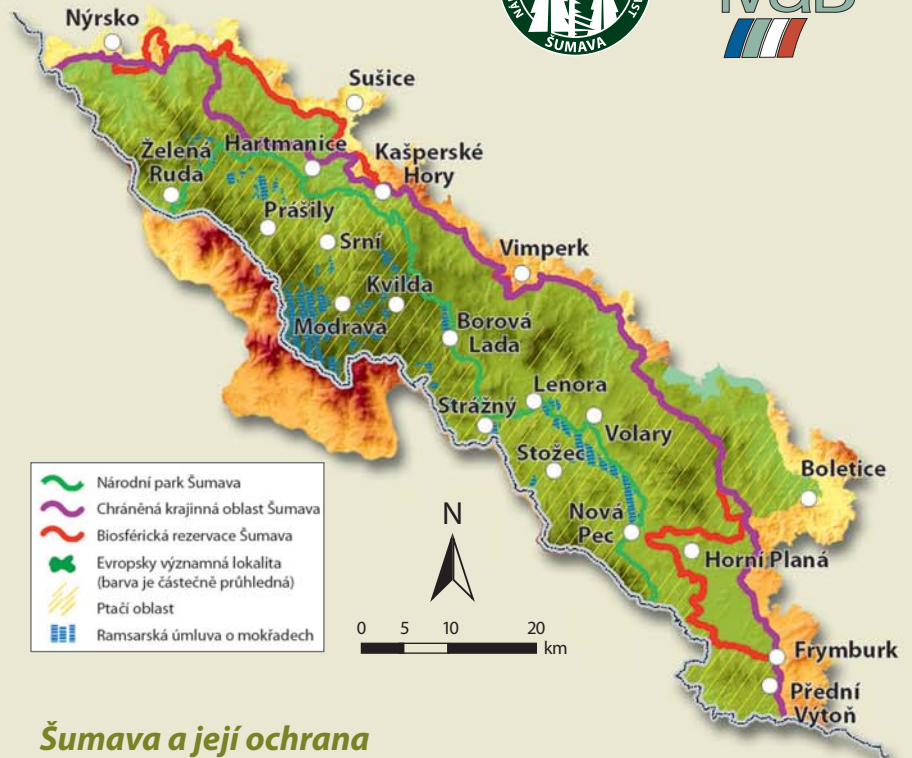 ŠUMAVA
Nýrsko
Sušice
Železná
Ruda
Hartmanice
Kašperské
Hory
Prášily
Srní
Vimperk
Kvilda
Modrava
Borová
Lada
Lenora
Strážný
Volary
Stožec
Boletice
Nová
Pec
Horní Planá
Frymburk
Přední
Výtoň
Národní park Šumava
Chráněná krajinná oblast Šumava
Biosférická rezervace Šumava
Evropsky významná lokalita
(barva je částečně průhledná)
Ptačí oblast
Ramsarská úmluva o mokřadech
N
0 5 10 20
km
Šumava a její ochrana